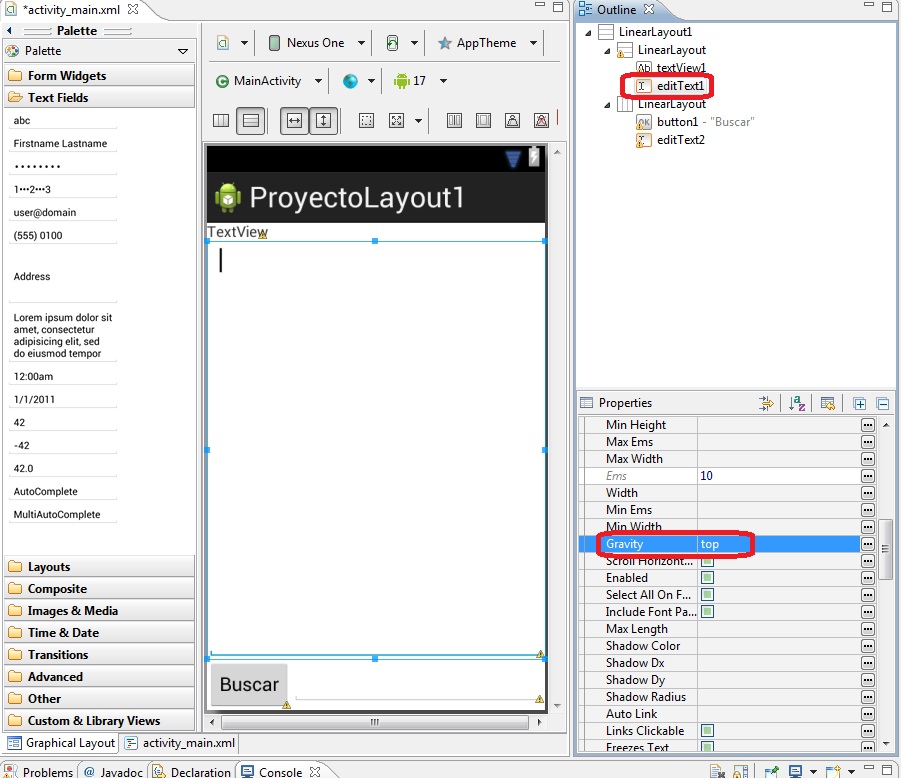 *activity_main.xml
Palette
Palette
Form Widgets
Text Fields
abc
Firstname Lastname
• • • • • • • •
1•••2•••3
user@domain
(555) 0100
Address
Lorem ipsum dolor sit
amet, consectetur
adipisicing elit, sed
do eiusmod tempor
12:00am
1/1/2011
42
-42
42.0
AutoComplete
MultiAutoComplete
Layouts
Composite
Images & Media
Time & Date
Transitions
Advanced
Other
Custom & Library Views
Graphical Layout
activity_main.xml
Nexus One
AppTheme
MainActivity
17
ProyectoLayout1
TextView
Buscar
Outline
LinearLayout1
LinearLayout
Ab textView1
editText1
LinearLayout
OK button1 - "Buscar"
editText2
Properties
Min Height
Max Ems
Max Width
Ems 10
Width
Min Ems
Min Width
Gravity top
Scroll Horizont...
Enabled
Select All On F...
Include Font Pa...
Max Length
Shadow Color
Shadow Dx
Shadow Dy
Shadow Radius
Auto Link
Links Clickable
Freezes Text
Problems
@ Javadoc
Declaration
Console